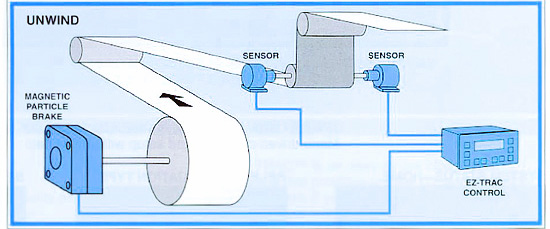 UNWIND
SENSOR
SENSOR
MAGNETIC
PARTICLE
BRAKE
EZ-TRAC
CONTROL